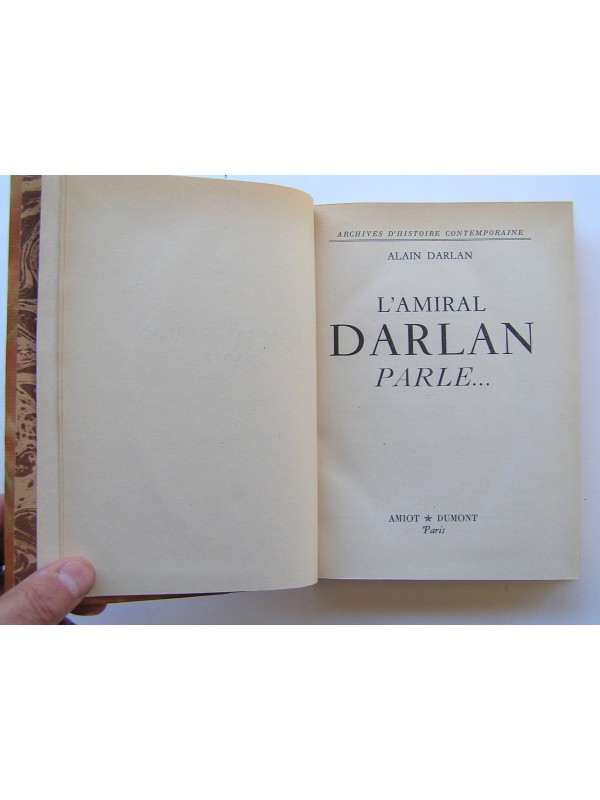 ARCHIVES D'HISTOIRE CONTEMPORAINE
ALAIN DARLAN
L'AMIRAL
DARLAN
PARLE...
AMIOT ★ DUMONT
Paris